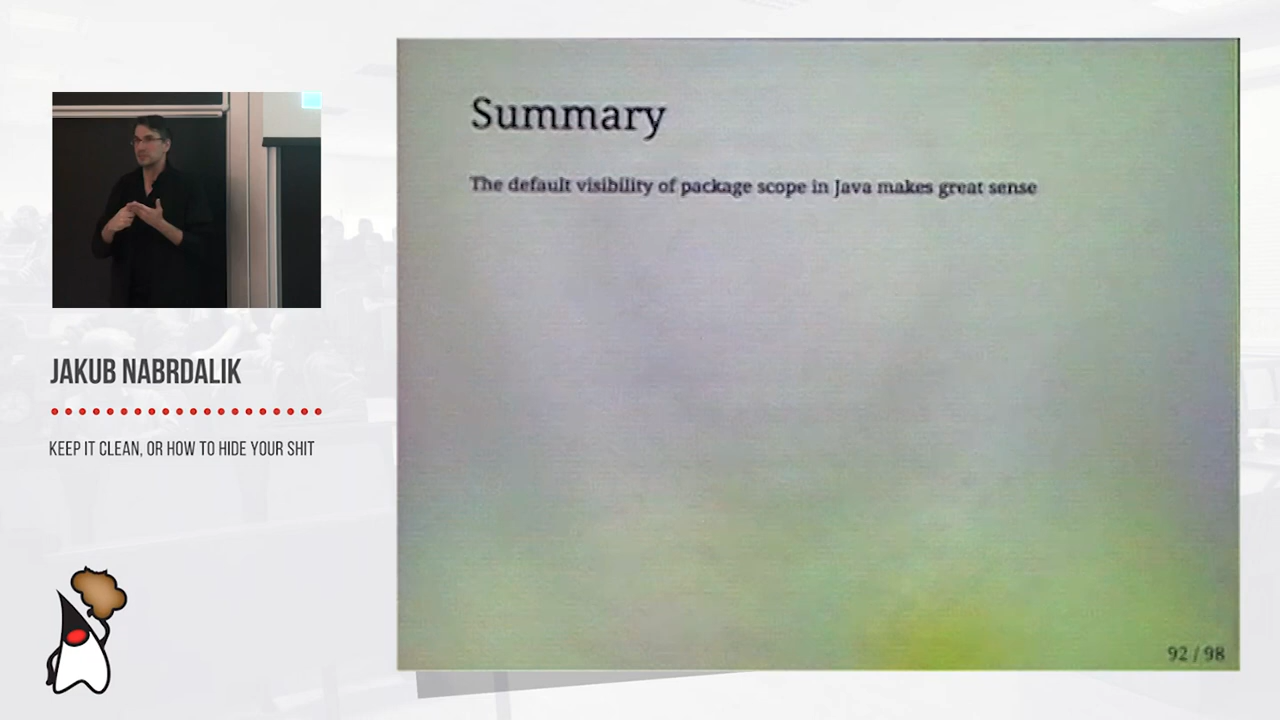 Summary
The default visibility of package scope in Java makes great sense
92 / 98
JAKUB NABRDALIK
KEEP IT CLEAN, OR HOW TO HIDE YOUR SHIT